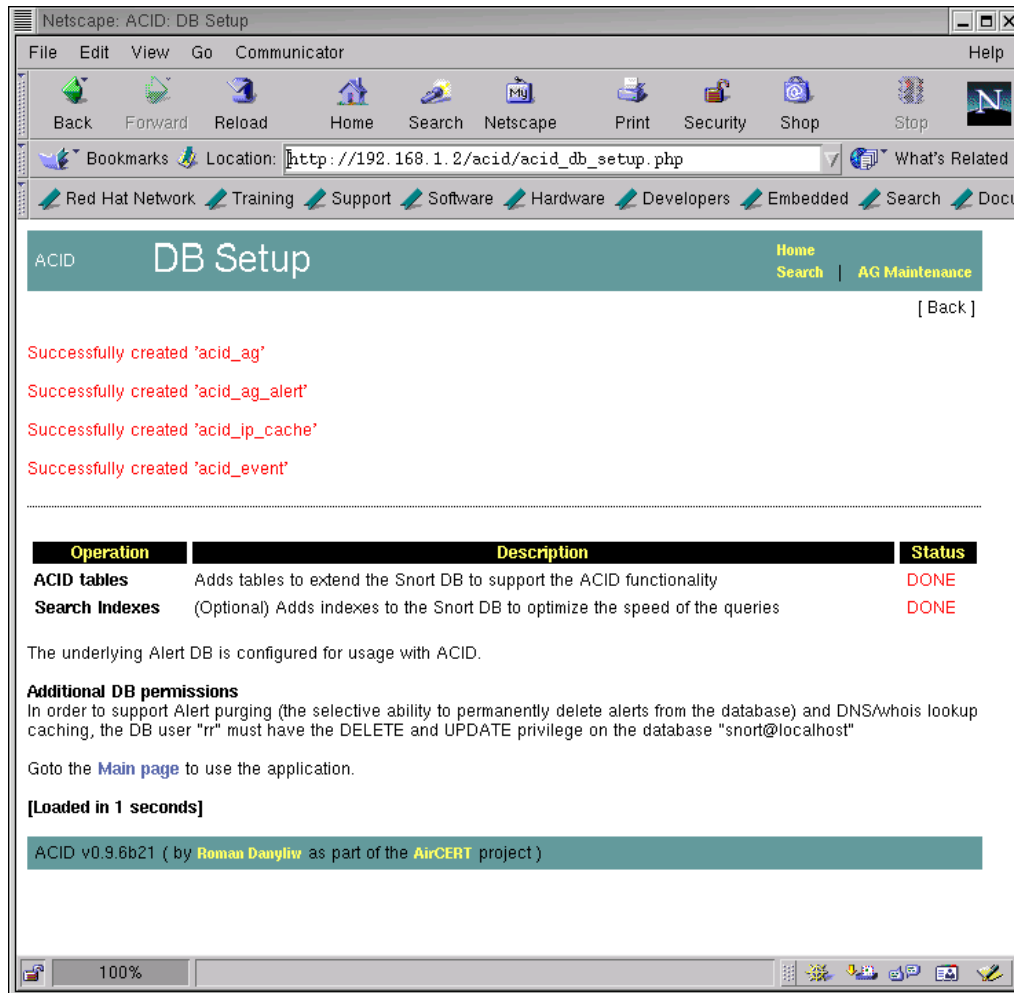 Netscape: ACID: DB Setup
File Edit View Go Communicator Help
Back Forward Reload Home Search Netscape Print Security Shop Stop
My
N
Bookmarks Location: http://192.168.1.2/acid/acid_db_setup.php What's Related
Red Hat Network Training Support Software Hardware Developers Embedded Search Docu
ACID DB Setup
Home
Search | AG Maintenance
[ Back ]
Successfully created 'acid_ag'
Successfully created 'acid_ag_alert'
Successfully created 'acid_ip_cache'
Successfully created 'acid_event'
Operation Description Status
ACID tables Adds tables to extend the Snort DB to support the ACID functionality DONE
Search Indexes (Optional) Adds indexes to the Snort DB to optimize the speed of the queries DONE
The underlying Alert DB is configured for usage with ACID.
Additional DB permissions
In order to support Alert purging (the selective ability to permanently delete alerts from the database) and DNS/whois lookup
caching, the DB user "rr" must have the DELETE and UPDATE privilege on the database "snort@localhost"
Goto the Main page to use the application.
[Loaded in 1 seconds]
ACID v0.9.6b21 ( by Roman Danyliw as part of the AirCERT project )
100%